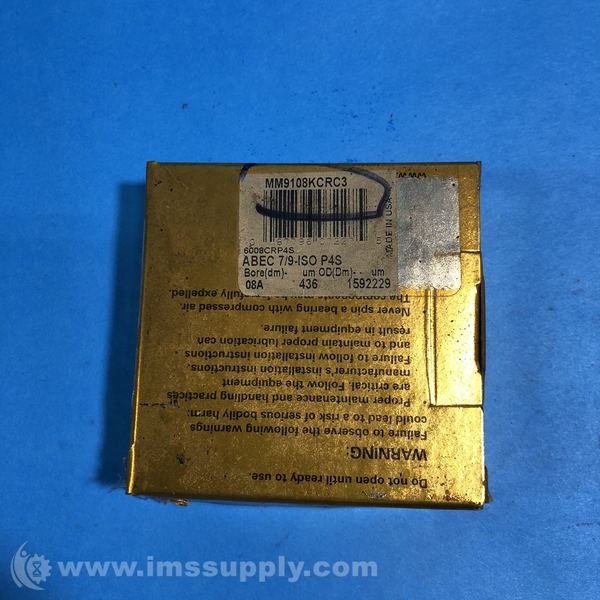 MM9108KCRC3
MADE IN USA
6008CRP4S
ABEC 7/9-ISO P4S
Bore(dm)- um OD(Dm)- um
08A 436 1592229
www.
Do not open until ready to use.
WARNING:
Failure to observe the following warnings
could lead to a risk of serious bodily harm:
Proper maintenance and handling practices
are critical. Follow the equipment
manufacturer's installation instructions
Failure to follow installation instructions
and to maintain proper lubrication can
result in equipment failure.
Never spin a bearing with compressed air.
The components may be forcefully expelled.
www.imssupply.com